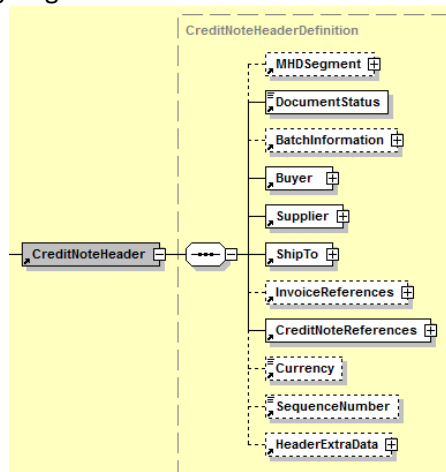 CreditNoteHeaderDefinition
MHDSegment
DocumentStatus
BatchInformation
Buyer
Supplier
CreditNoteHeader
ShipTo
InvoiceReferences
CreditNoteReferences
Currency
SequenceNumber
HeaderExtraData